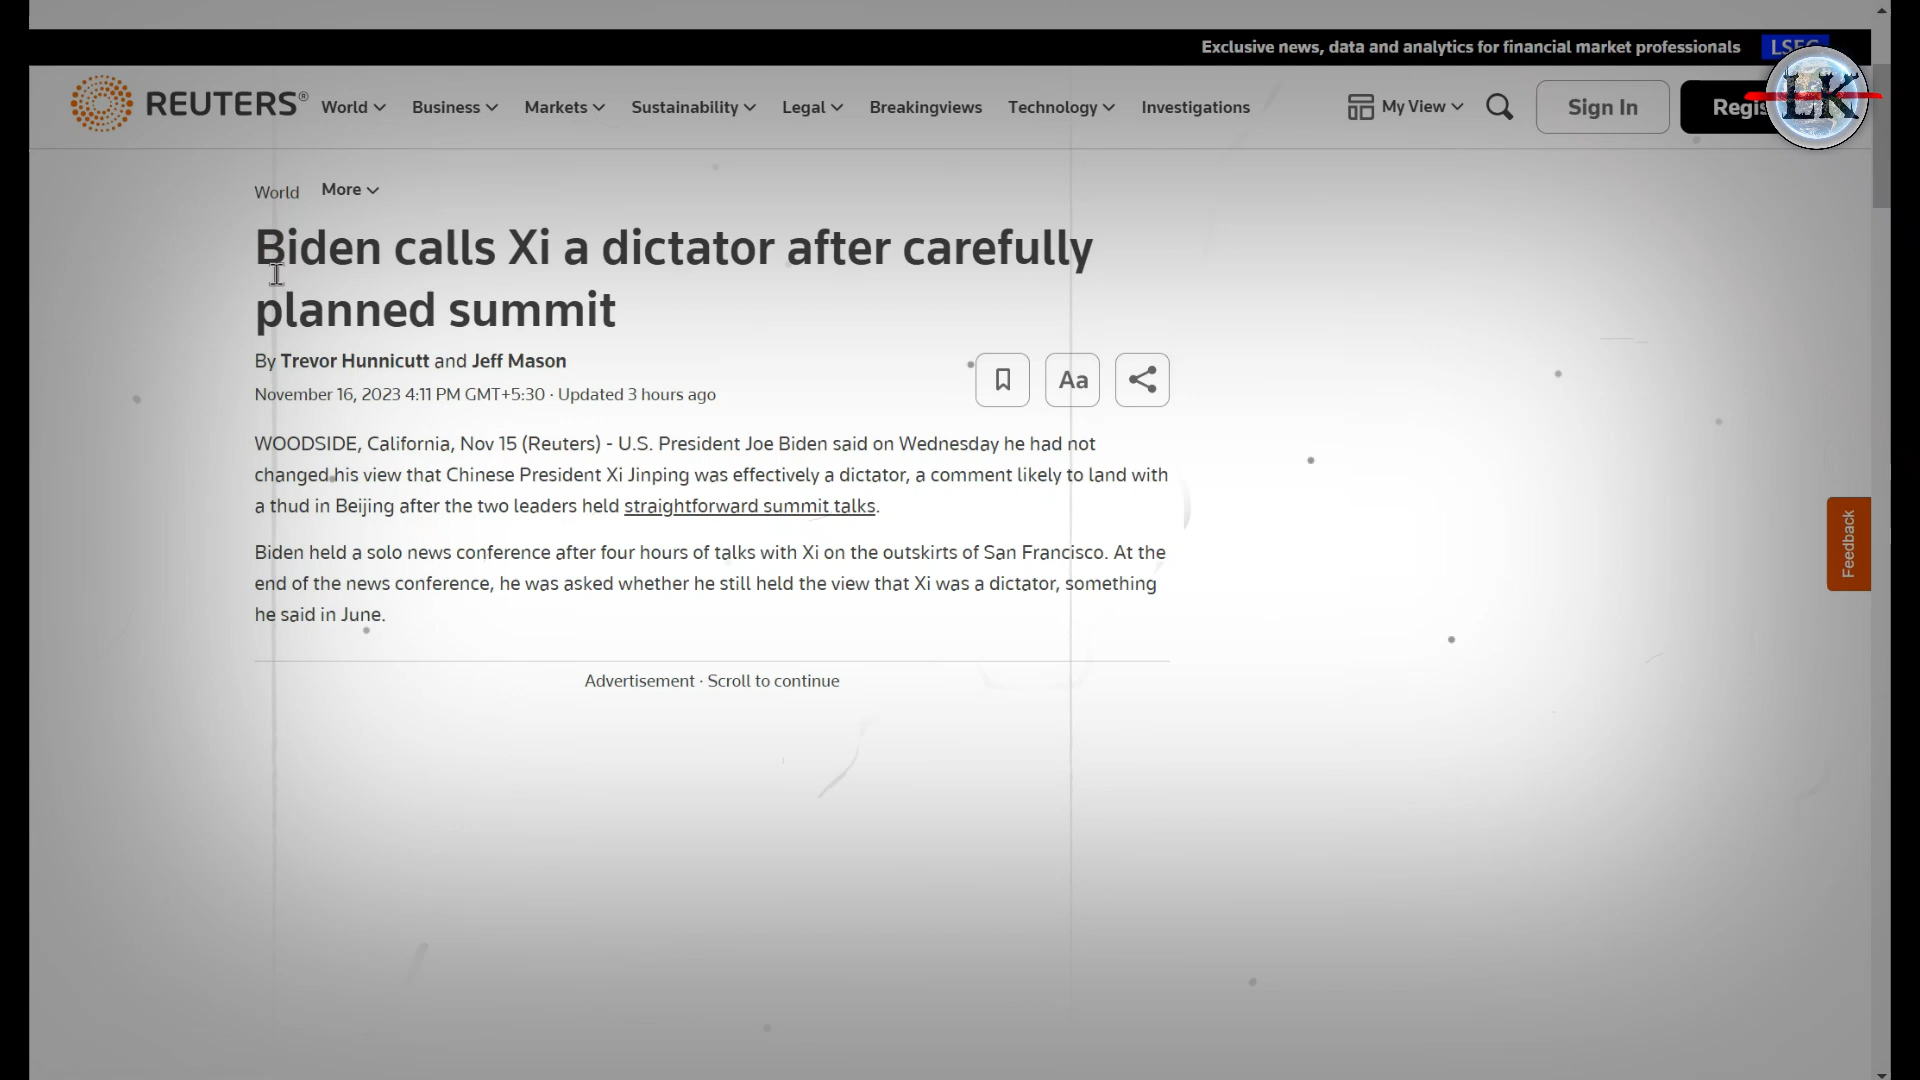 Exclusive news, data and analytics for financial market professionals LSEG
REUTERS® World Business Markets Sustainability Legal Breakingviews Technology Investigations My View Sign In
LK
World More
Biden calls Xi a dictator after carefully
planned summit
By Trevor Hunnicutt and Jeff Mason
November 16, 2023 4:11 PM GMT+5:30 · Updated 3 hours ago
Aa
WOODSIDE, California, Nov 15 (Reuters) - U.S. President Joe Biden said on Wednesday he had not
changed his view that Chinese President Xi Jinping was effectively a dictator, a comment likely to land with
a thud in Beijing after the two leaders held straightforward summit talks.
Biden held a solo news conference after four hours of talks with Xi on the outskirts of San Francisco. At the
end of the news conference, he was asked whether he still held the view that Xi was a dictator, something
he said in June.
Feedback
Advertisement · Scroll to continue